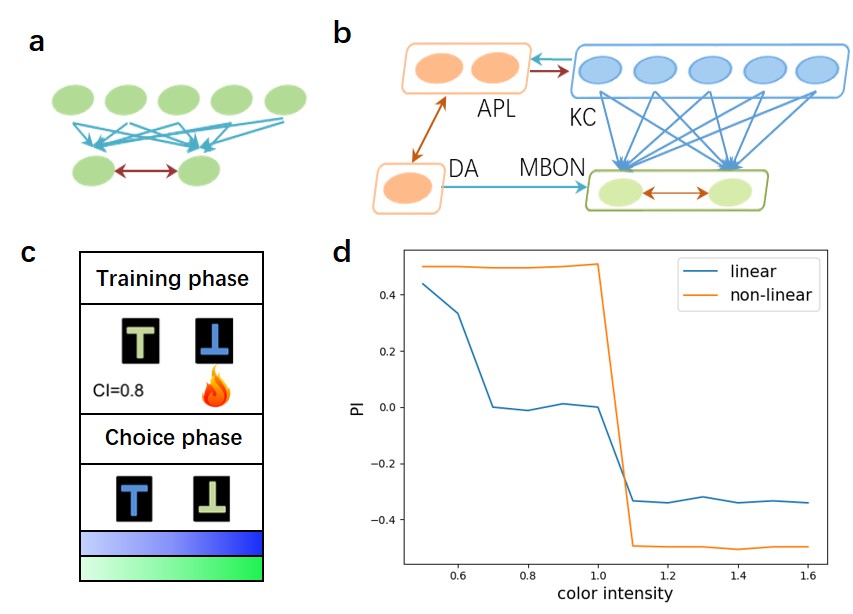 a
b
APL
KC
DA
MBON
c
Training phase
CI=0.8
Choice phase
d
linear
non-linear
PI
0.4
0.2
0.0
−0.2
−0.4
0.6
0.8
1.0
1.2
1.4
1.6
color intensity